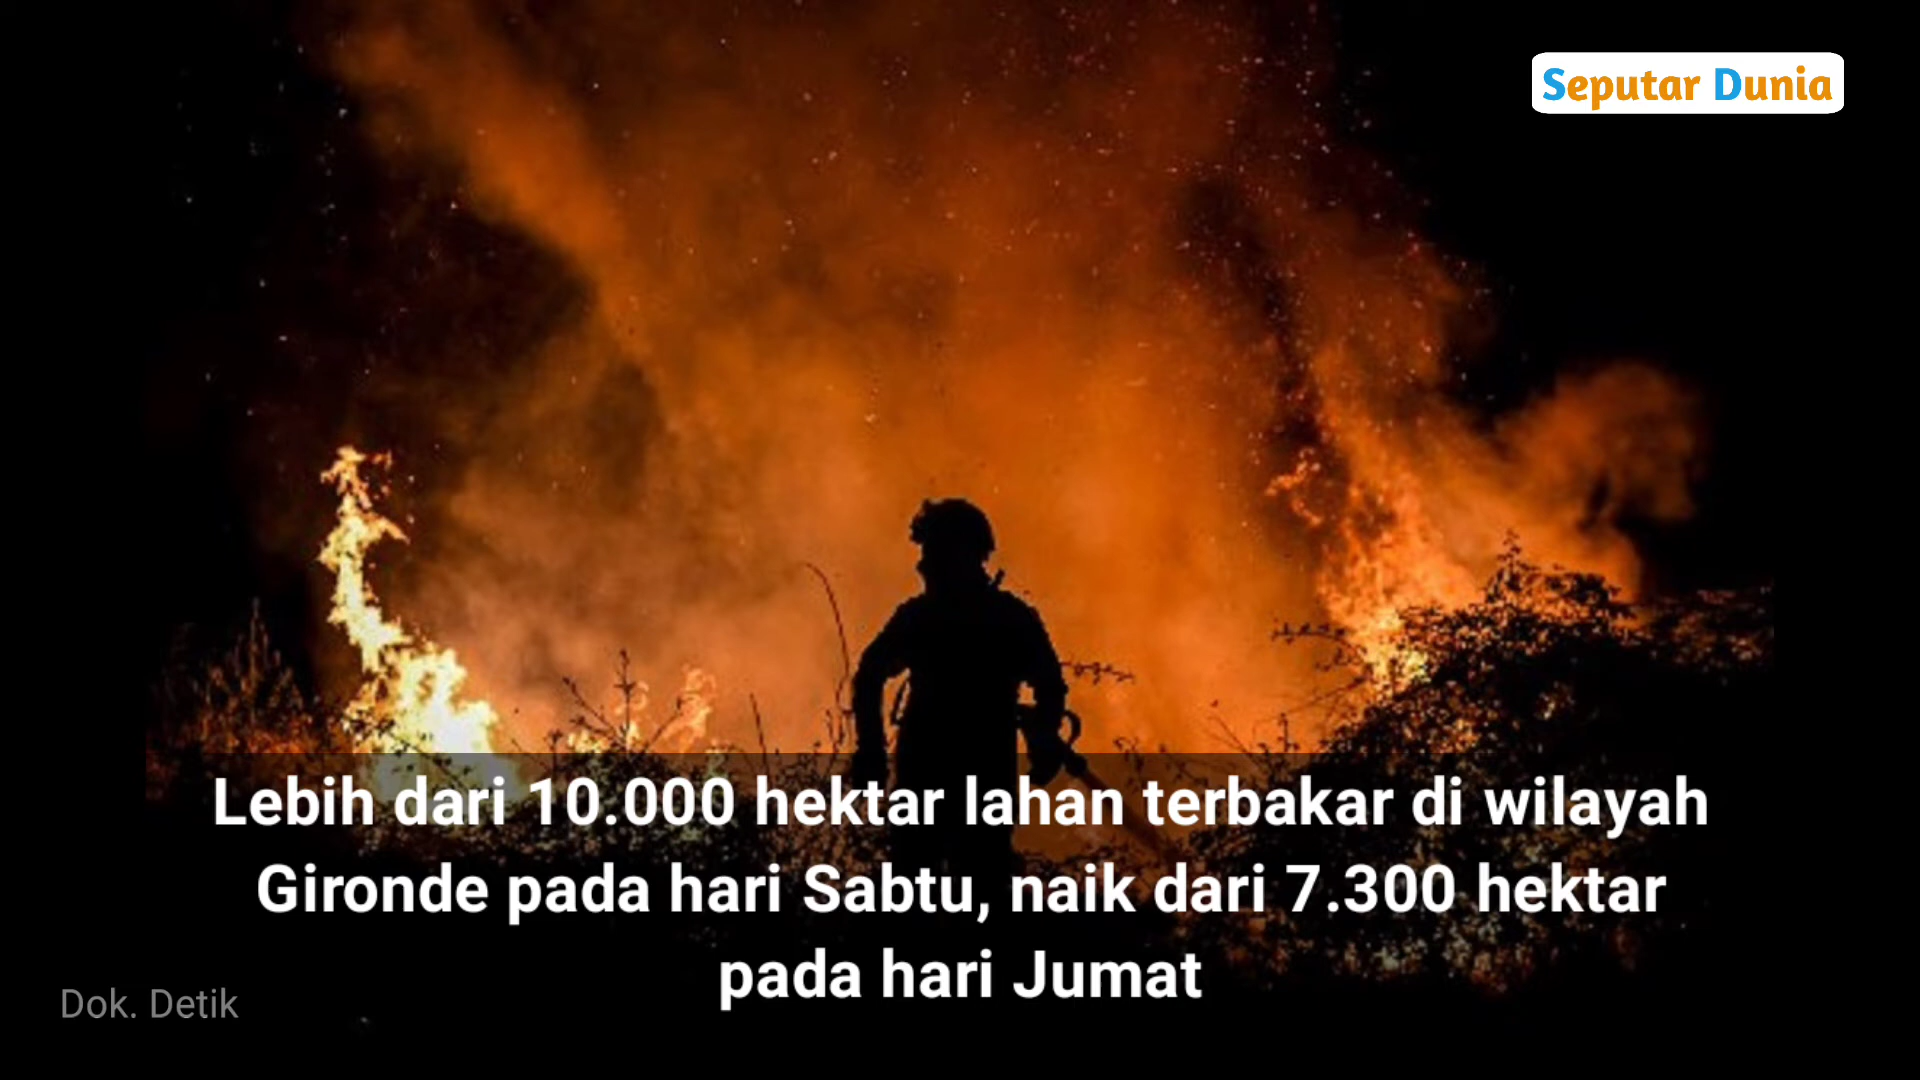 Seputar Dunia
Lebih dari 10.000 hektar lahan terbakar di wilayah
Gironde pada hari Sabtu, naik dari 7.300 hektar
pada hari Jumat
Dok. Detik